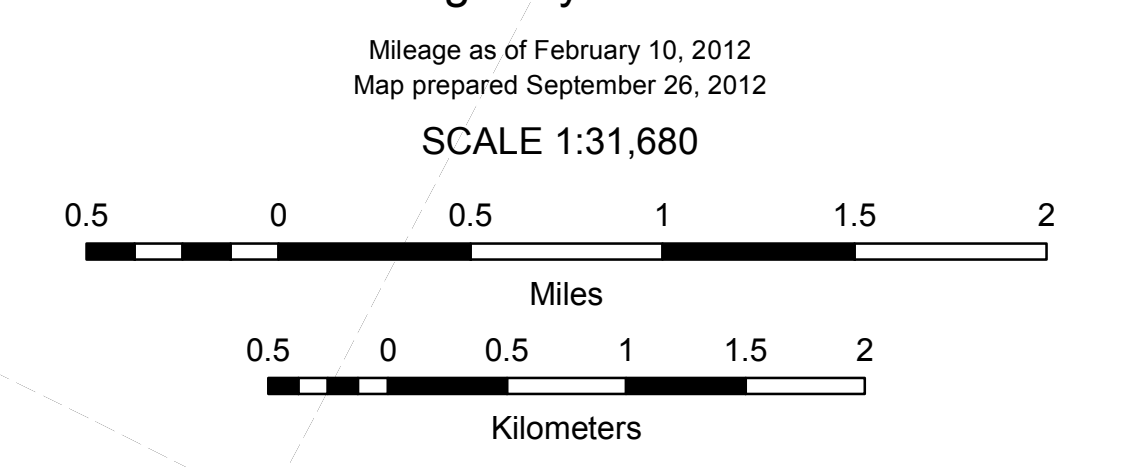 Mileage as of February 10, 2012
Map prepared September 26, 2012
SCALE 1:31,680
0.5 0 0.5 1 1.5 2
Miles
0.5 0 0.5 1 1.5 2
Kilometers